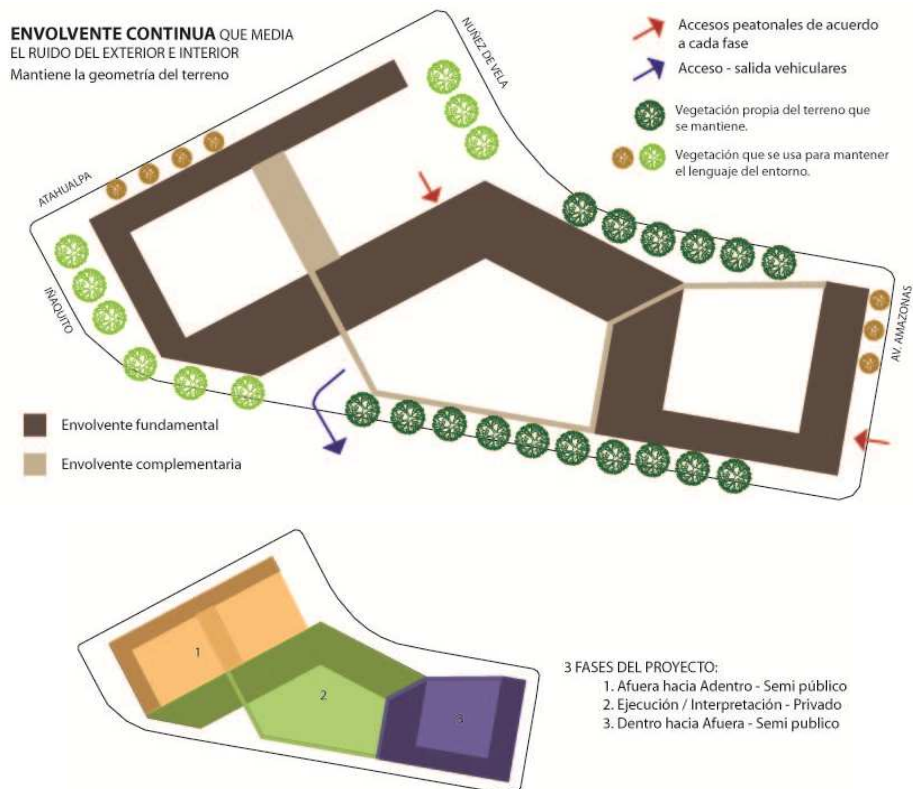 ENVOLVENTE CONTINUA QUE MEDIA
EL RUIDO DEL EXTERIOR E INTERIOR
Mantiene la geometría del terreno
NUÑEZ DE VELA
Accesos peatonales de acuerdo
a cada fase
Acceso - salida vehiculares
Vegetación propia del terreno que
se mantiene.
Vegetación que se usa para mantener
el lenguaje del entorno.
ATAHUALPA
IÑAQUITO
AV. AMAZONAS
Envolvente fundamental
Envolvente complementaria
1
2
3
3 FASES DEL PROYECTO:
1. Afuera hacia Adentro - Semi público
2. Ejecución / Interpretación - Privado
3. Dentro hacia Afuera - Semi publico